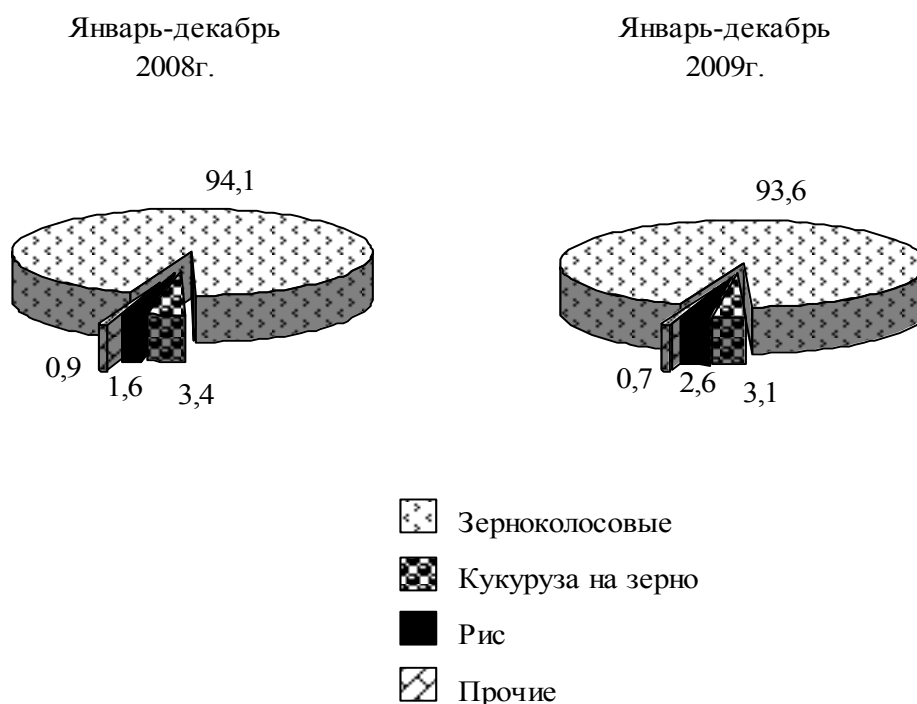 Январь-декабрь
2008г.
Январь-декабрь
2009г.
94,1
0,9
1,6
3,4
93,6
0,7
2,6
3,1
Зерноколосовые
Кукуруза на зерно
Рис
Прочие